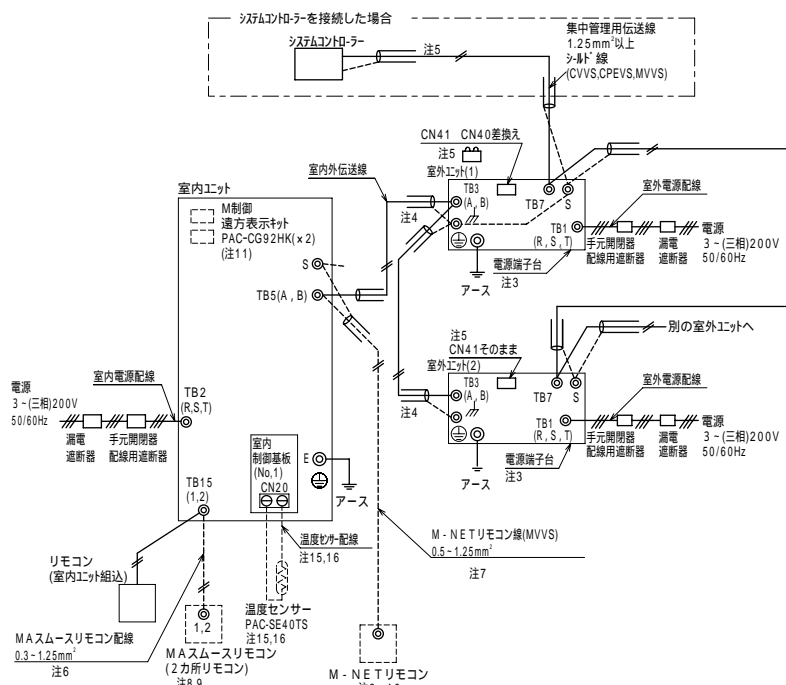 システムコントローラーを接続した場合
システムコントローラー
注5
集中管理用伝送線
1.25mm²以上
シールド線
(CVVS,CPEVS,MVVS)
CN41 CN40差換え
注5
室外ユニット(1)
室内外伝送線
TB3
(A,B)
注4
TB7
S
室外電源配線
TB1
(R,S,T)
手元開閉器
配線用遮断器
漏電
遮断器
電源
3~(三相)200V
50/60Hz
電源端子台
注3
アース
室内ユニット
M制御
遠方表示キット
PAC-CG92HK(x2)
(注11)
S
TB5(A,B)
別の室外ユニットへ
注5
CN41そのまま
室外ユニット(2)
TB3
(A,B)
注4
TB7
S
室外電源配線
TB1
(R,S,T)
手元開閉器
配線用遮断器
漏電
遮断器
電源
3~(三相)200V
50/60Hz
電源端子台
注3
アース
電源
3~(三相)200V
50/60Hz
室内電源配線
漏電
遮断器
手元開閉器
配線用遮断器
TB2
(R,S,T)
室内
制御基板
(No,1)
CN20
E
アース
TB15
(1,2)
温度センサー配線
注15,16
M-NETリモコン線(MVVS)
0.5~1.25mm²
注7
リモコン
(室内ユニット組込)
MAスムースリモコン配線
0.3~1.25mm²
注6
1,2
MAスムースリモコン
(2カ所リモコン)
注8,9
温度センサー
PAC-SE40TS
注15,16
M-NETリモコン